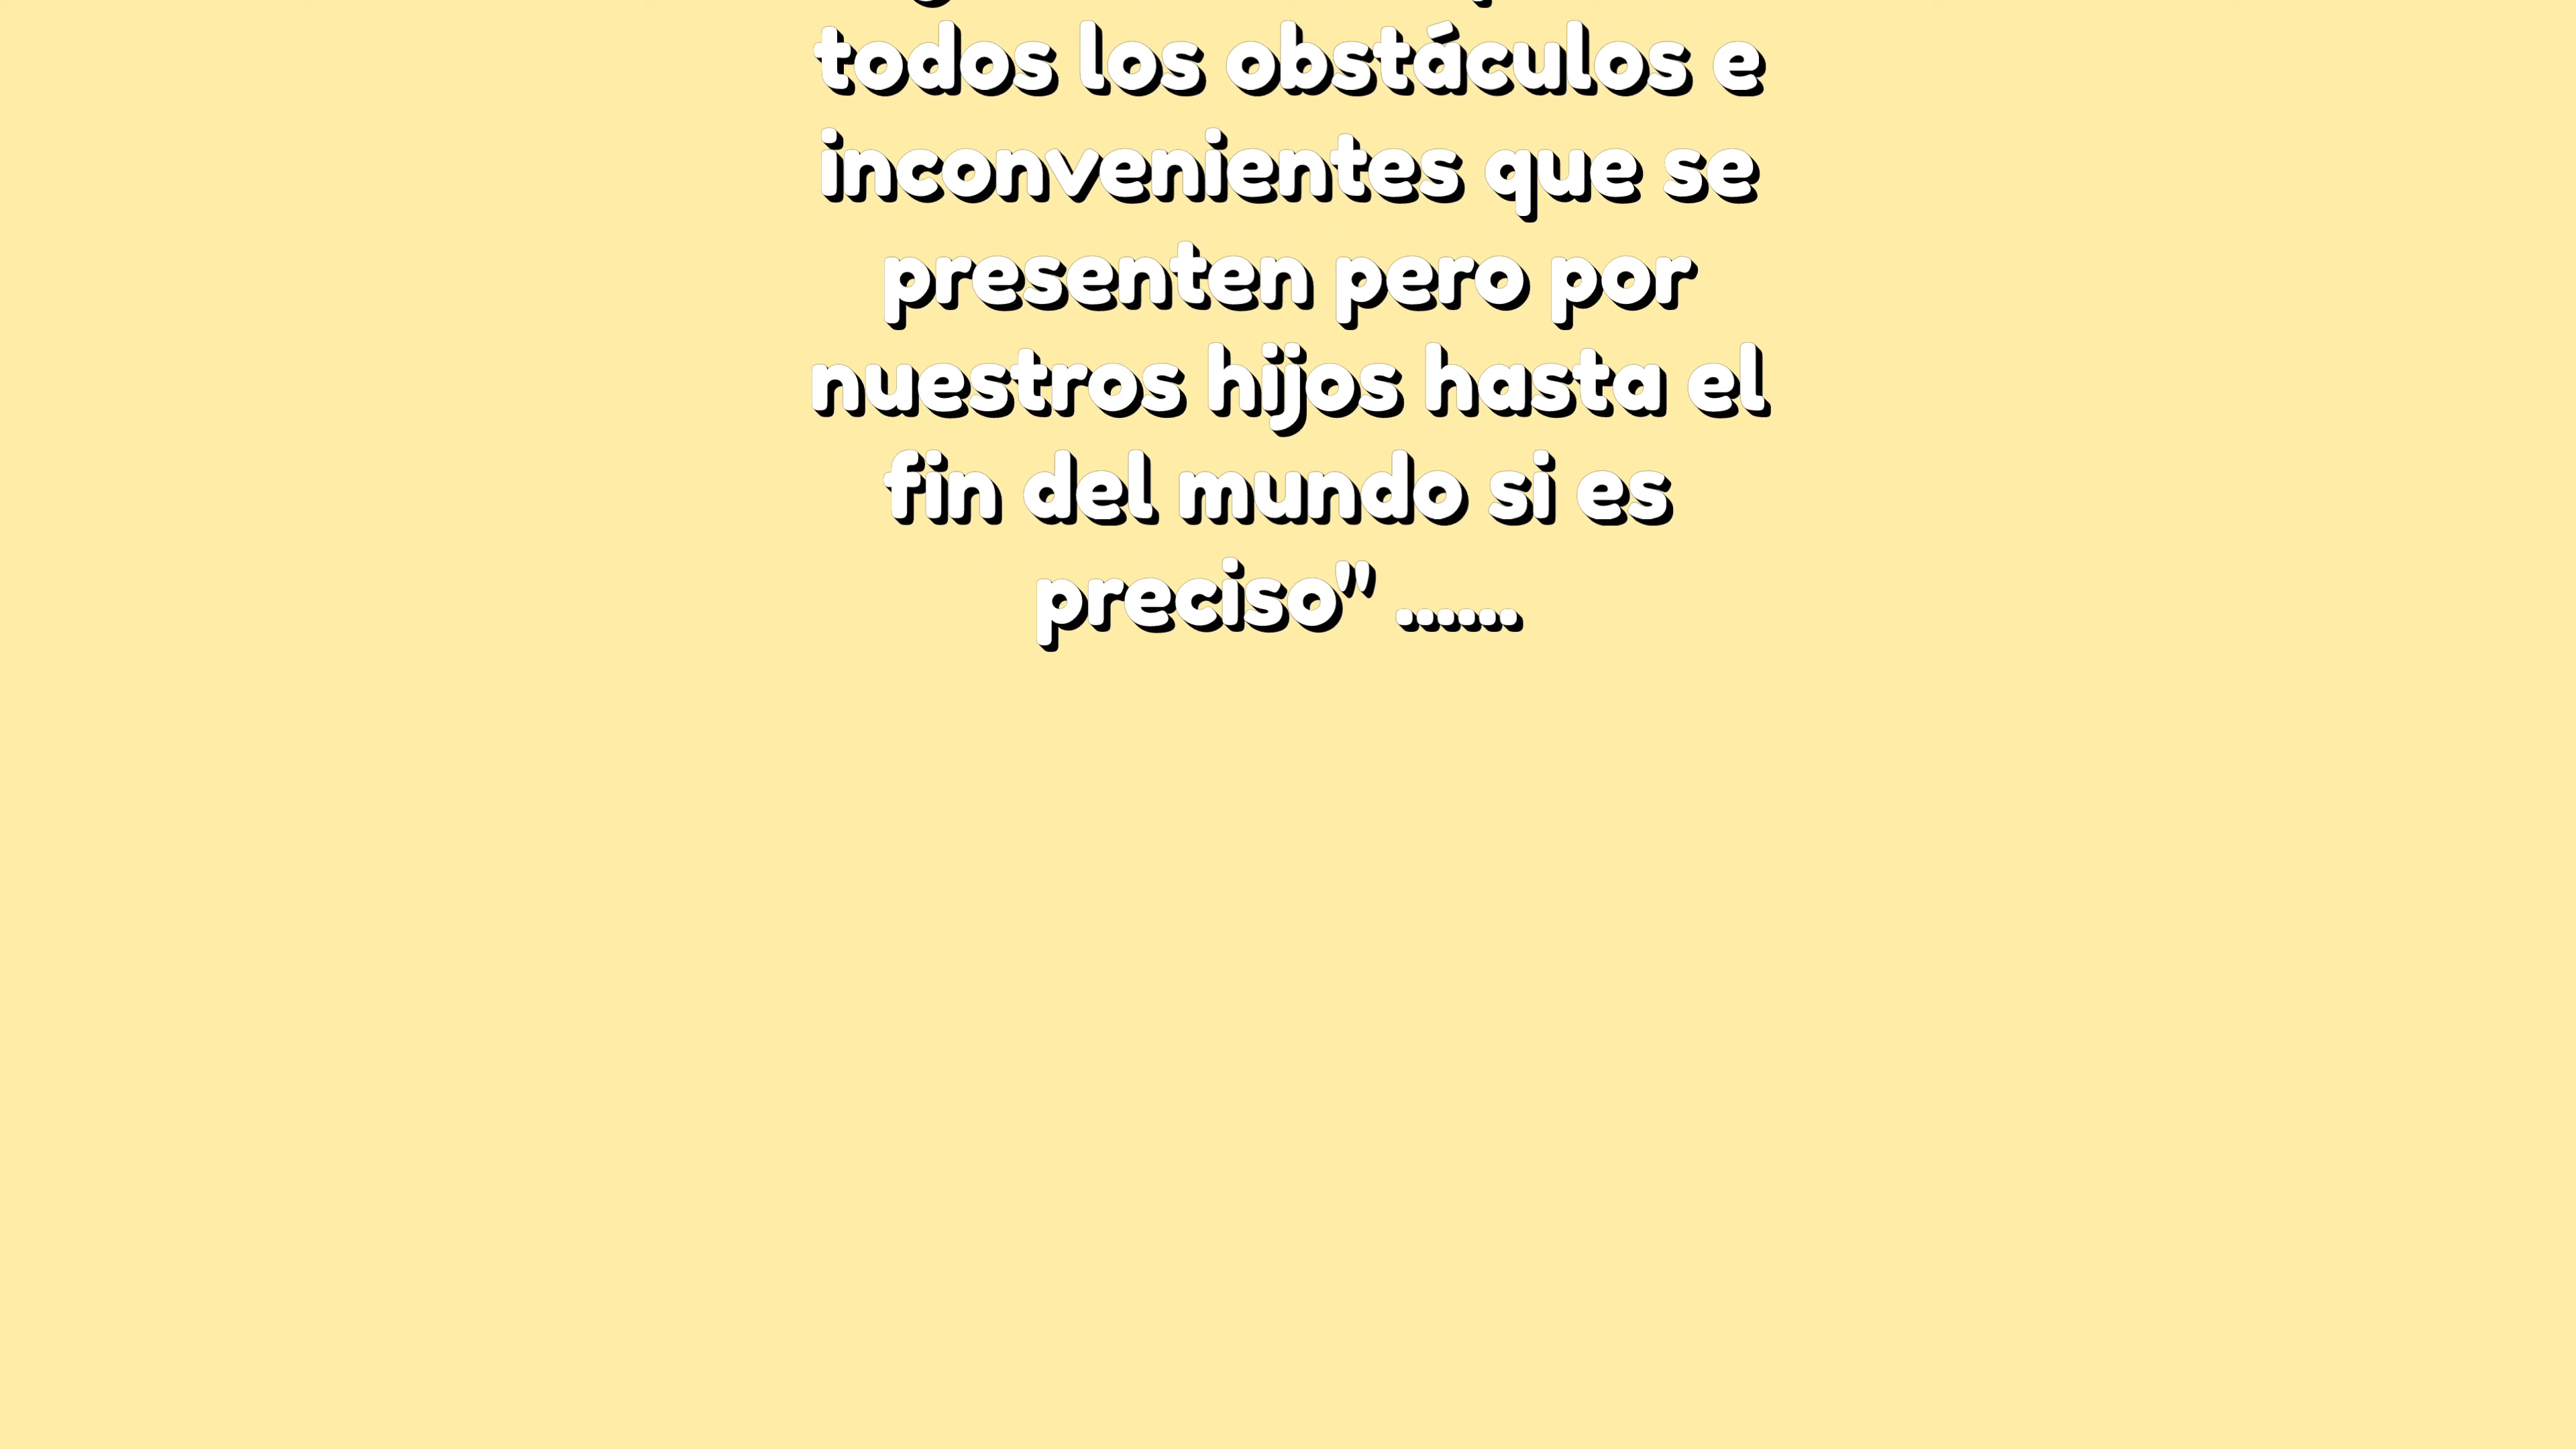 todos los obstáculos e
inconvenientes que se
presenten pero por
nuestros hijos hasta el
fin del mundo si es
preciso" ......